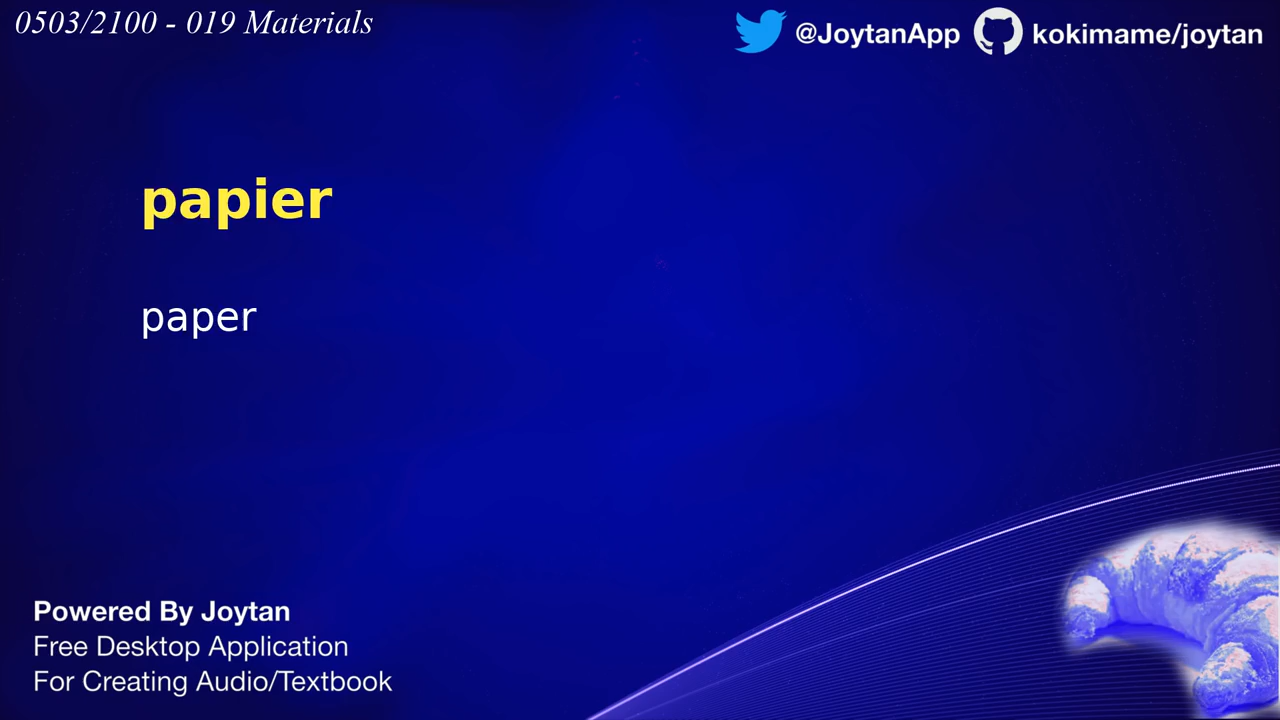 0503/2100 - 019 Materials
@JoytanApp
kokimame/joytan
papier
paper
Powered By Joytan
Free Desktop Application
For Creating Audio/Textbook